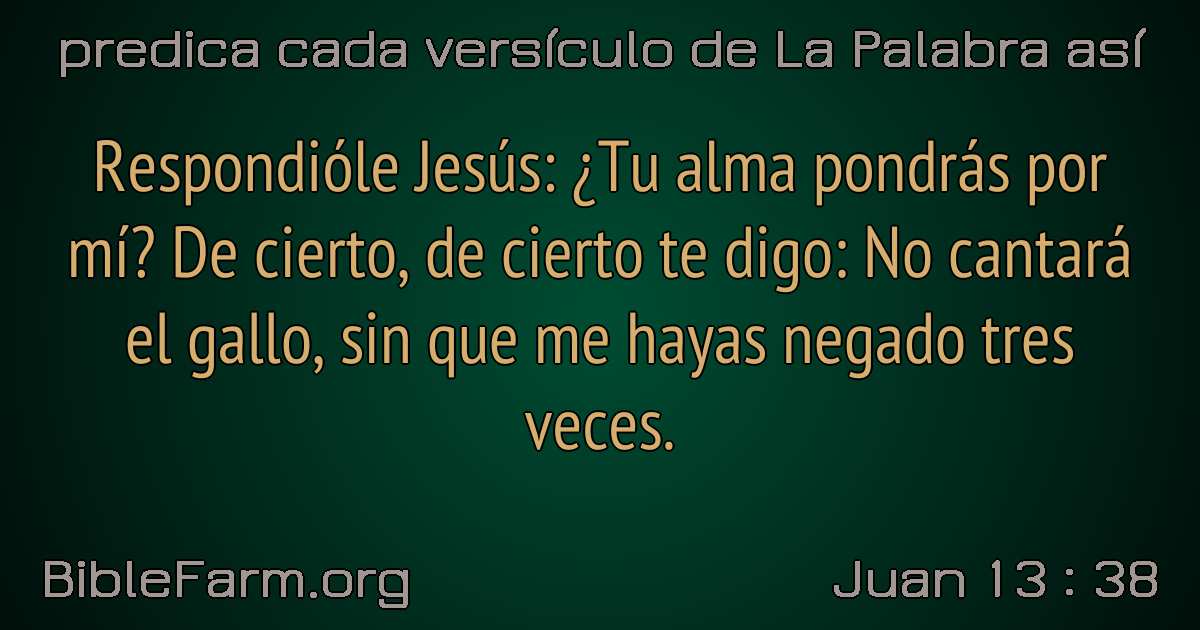 predica cada versículo de La Palabra así
Respondióle Jesús: ¿Tu alma pondrás por
mí? De cierto, de cierto te digo: No cantará
el gallo, sin que me hayas negado tres
veces.
BibleFarm.org
Juan 13 : 38